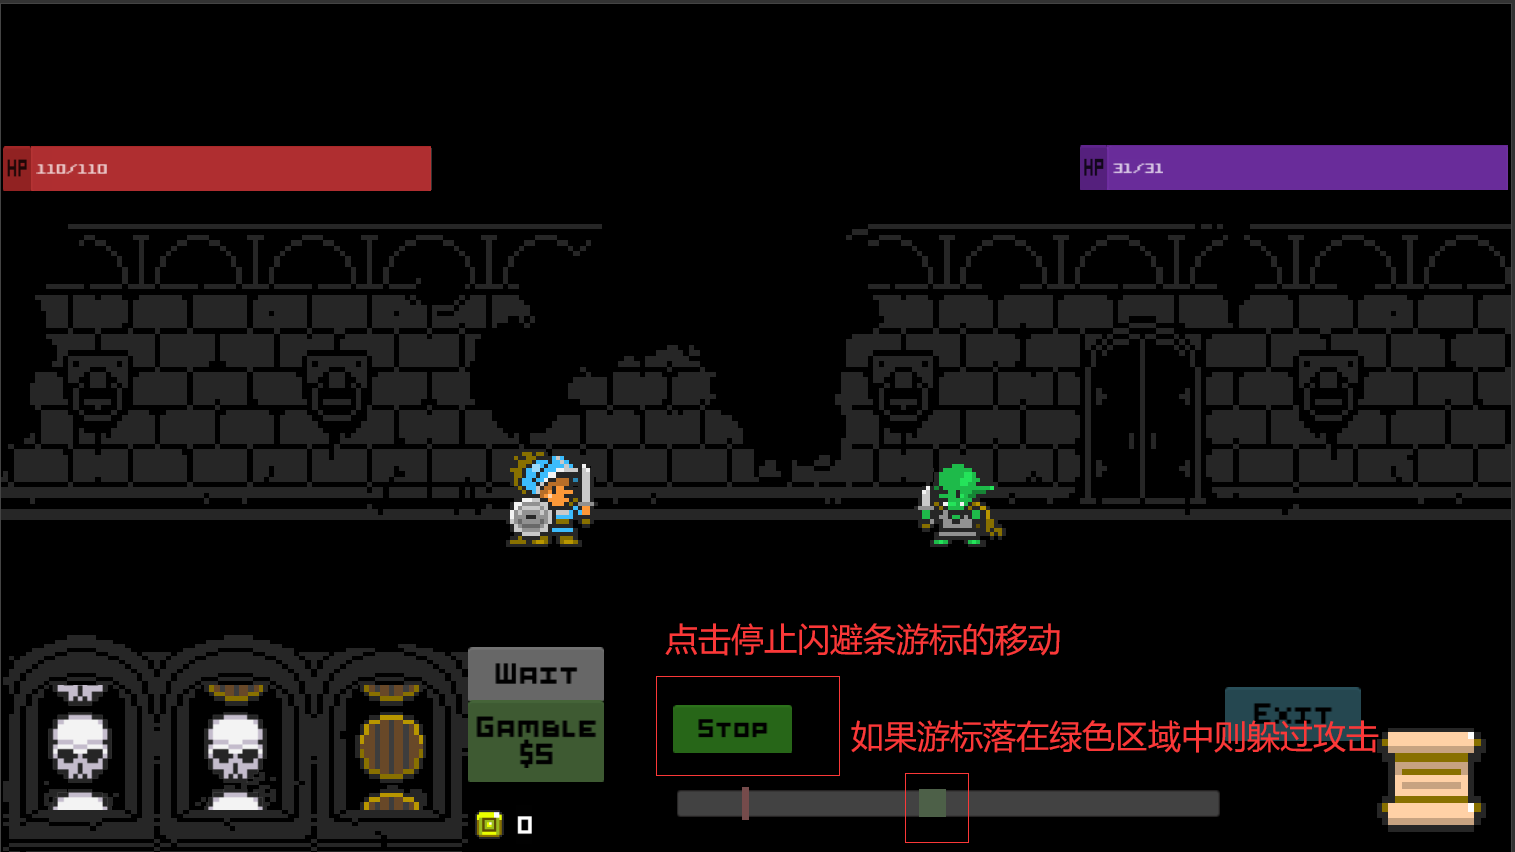 HP 110/110
HP 31/31
点击停止闪避条游标的移动
WAIT
GAMBLE
$5
STOP
EXIT
如果游标落在绿色区域中则躲过攻击
0